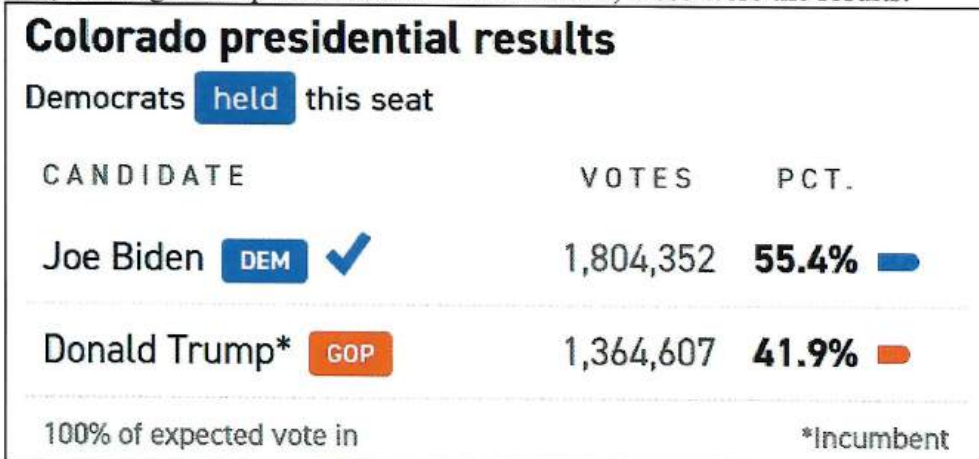 Colorado presidential results
Democrats held this seat
CANDIDATE VOTES PCT.
Joe Biden DEM 1,804,352 55.4%
Donald Trump* GOP 1,364,607 41.9%
100% of expected vote in *Incumbent